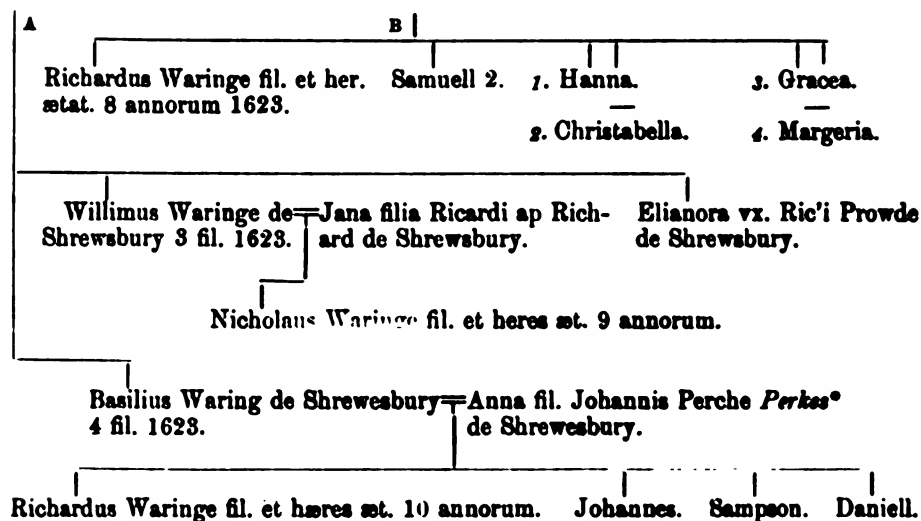 A B
Richardus Waringe fil. et her. Samuell 2. 1. Hanna. 3. Gracea.
ætat. 8 annorum 1623.
2. Christabella. 4. Margeria.
Willimus Waringe de Jana filia Ricardi ap Rich- Elianora vx. Ric'i Prowde
Shrewsbury 3 fil. 1623. ard de Shrewsbury. de Shrewsbury.
Nicholaus Waringe fil. et heres æt. 9 annorum.
Basilius Waring de Shrewesbury Anna fil. Johannis Perche Perkes*
4 fil. 1623. de Shrewesbury.
Richardus Waringe fil. et hæres æt. 10 annorum. Johannes. Sampson. Daniell.